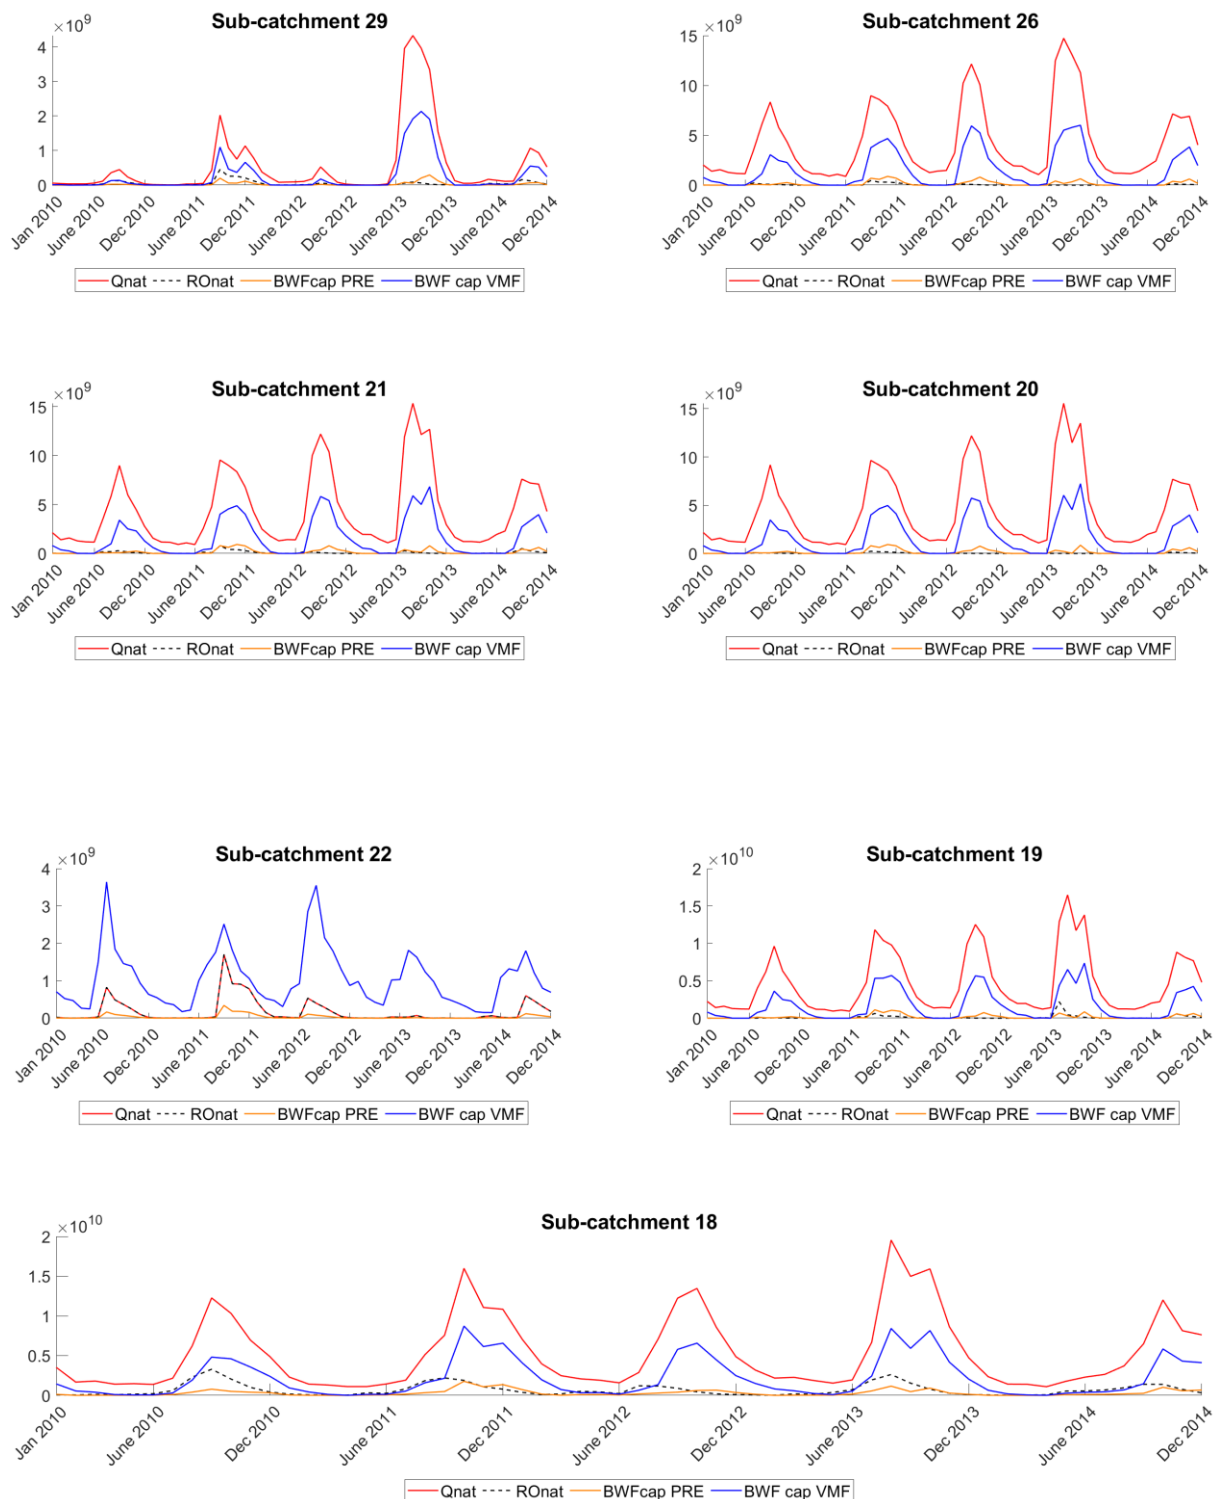 Sub-catchment 29
×10^9
4
3
2
1
0
Jan 2010 June 2010 Dec 2010 June 2011 Dec 2011 June 2012 Dec 2012 June 2013 Dec 2013 June 2014 Dec 2014
Qnat ROnat BWFcap PRE BWF cap VMF
Sub-catchment 26
×10^9
15
10
5
0
Jan 2010 June 2010 Dec 2010 June 2011 Dec 2011 June 2012 Dec 2012 June 2013 Dec 2013 June 2014 Dec 2014
Qnat ROnat BWFcap PRE BWF cap VMF
Sub-catchment 21
×10^9
15
10
5
0
Jan 2010 June 2010 Dec 2010 June 2011 Dec 2011 June 2012 Dec 2012 June 2013 Dec 2013 June 2014 Dec 2014
Qnat ROnat BWFcap PRE BWF cap VMF
Sub-catchment 20
×10^9
15
10
5
0
Jan 2010 June 2010 Dec 2010 June 2011 Dec 2011 June 2012 Dec 2012 June 2013 Dec 2013 June 2014 Dec 2014
Qnat ROnat BWFcap PRE BWF cap VMF
Sub-catchment 22
×10^9
4
3
2
1
0
Jan 2010 June 2010 Dec 2010 June 2011 Dec 2011 June 2012 Dec 2012 June 2013 Dec 2013 June 2014 Dec 2014
Qnat ROnat BWFcap PRE BWF cap VMF
Sub-catchment 19
×10^10
2
1.5
1
0.5
0
Jan 2010 June 2010 Dec 2010 June 2011 Dec 2011 June 2012 Dec 2012 June 2013 Dec 2013 June 2014 Dec 2014
Qnat ROnat BWFcap PRE BWF cap VMF
Sub-catchment 18
×10^10
2
1.5
1
0.5
0
Jan 2010 June 2010 Dec 2010 June 2011 Dec 2011 June 2012 Dec 2012 June 2013 Dec 2013 June 2014 Dec 2014
Qnat ROnat BWFcap PRE BWF cap VMF